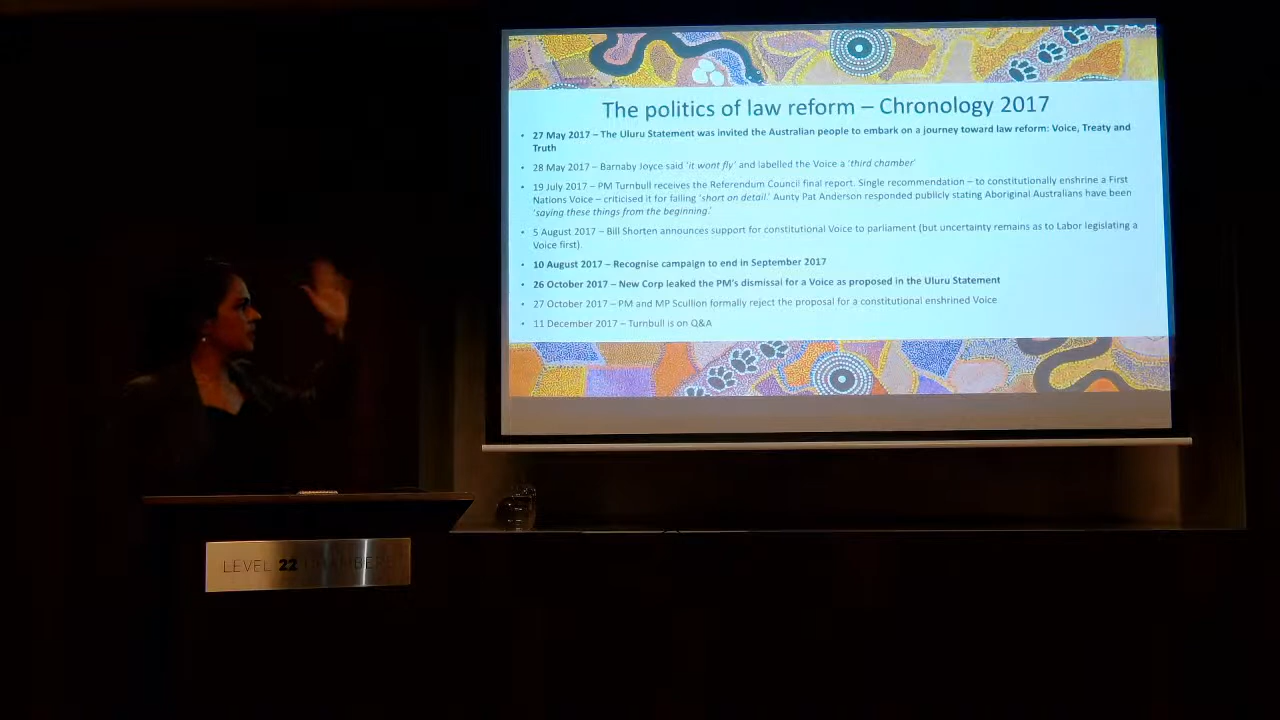 The politics of law reform – Chronology 2017
• 27 May 2017 – The Uluru Statement was invited the Australian people to embark on a journey toward law reform: Voice, Treaty and
Truth
• 28 May 2017 – Barnaby Joyce said 'it wont fly' and labelled the Voice a 'third chamber'
• 19 July 2017 – PM Turnbull receives the Referendum Council final report. Single recommendation – to constitutionally enshrine a First
Nations Voice – criticised it for falling 'short on detail.' Aunty Pat Anderson responded publicly stating Aboriginal Australians have been
'saying these things from the beginning.'
• 5 August 2017 – Bill Shorten announces support for constitutional Voice to parliament (but uncertainty remains as to Labor legislating a
Voice first).
• 10 August 2017 – Recognise campaign to end in September 2017
• 26 October 2017 – New Corp leaked the PM's dismissal for a Voice as proposed in the Uluru Statement
• 27 October 2017 – PM and MP Scullion formally reject the proposal for a constitutional enshrined Voice
• 11 December 2017 – Turnbull is on Q&A
LEVEL 22 CHAMBERS